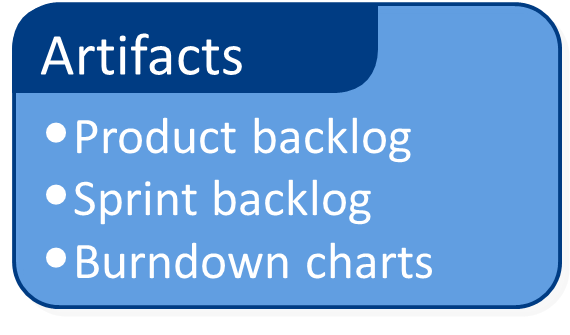 Artifacts
•Product backlog
•Sprint backlog
•Burndown charts